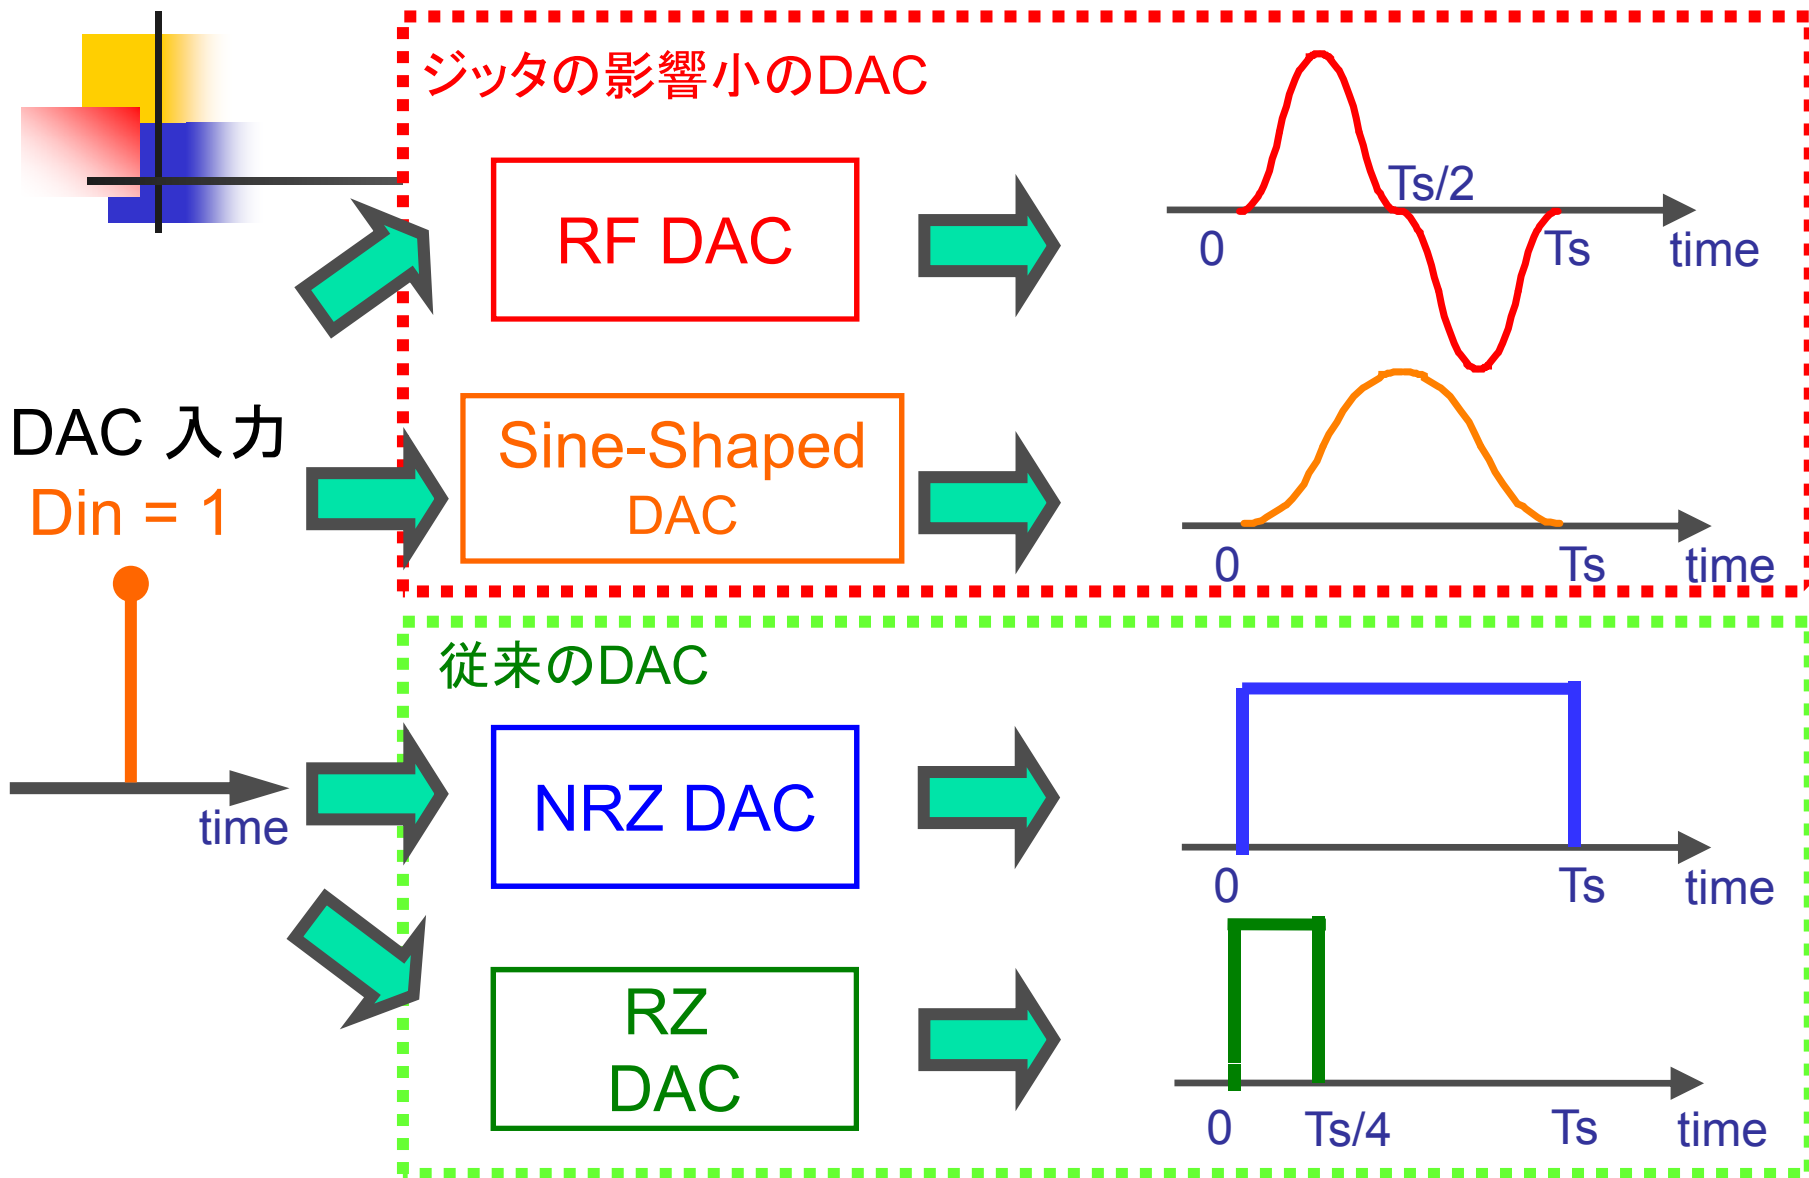 ジッタの影響小のDAC
RF DAC
Ts/2
0
Ts
time
DAC 入力
Din = 1
time
Sine-Shaped
DAC
0
Ts
time
従来のDAC
NRZ DAC
0
Ts
time
RZ
DAC
0
Ts/4
Ts
time